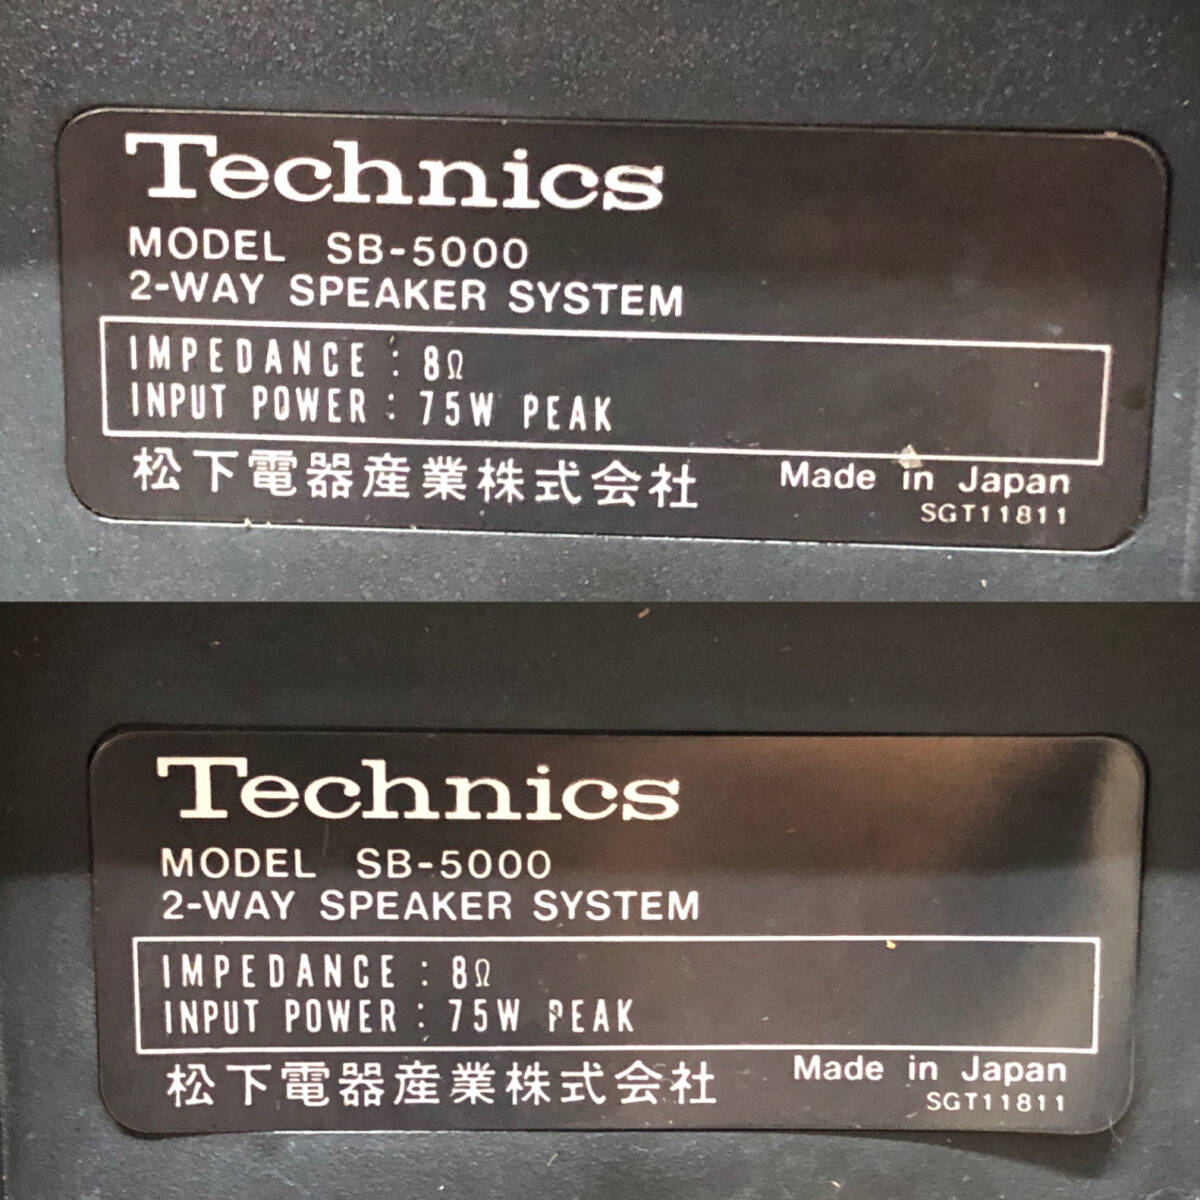 Technics
MODEL SB-5000
2-WAY SPEAKER SYSTEM
IMPEDANCE : 8Ω
INPUT POWER : 75W PEAK
松下電器産業株式会社 Made in Japan
SGT11811
Technics
MODEL SB-5000
2-WAY SPEAKER SYSTEM
IMPEDANCE : 8Ω
INPUT POWER : 75W PEAK
松下電器産業株式会社 Made in Japan
SGT11811